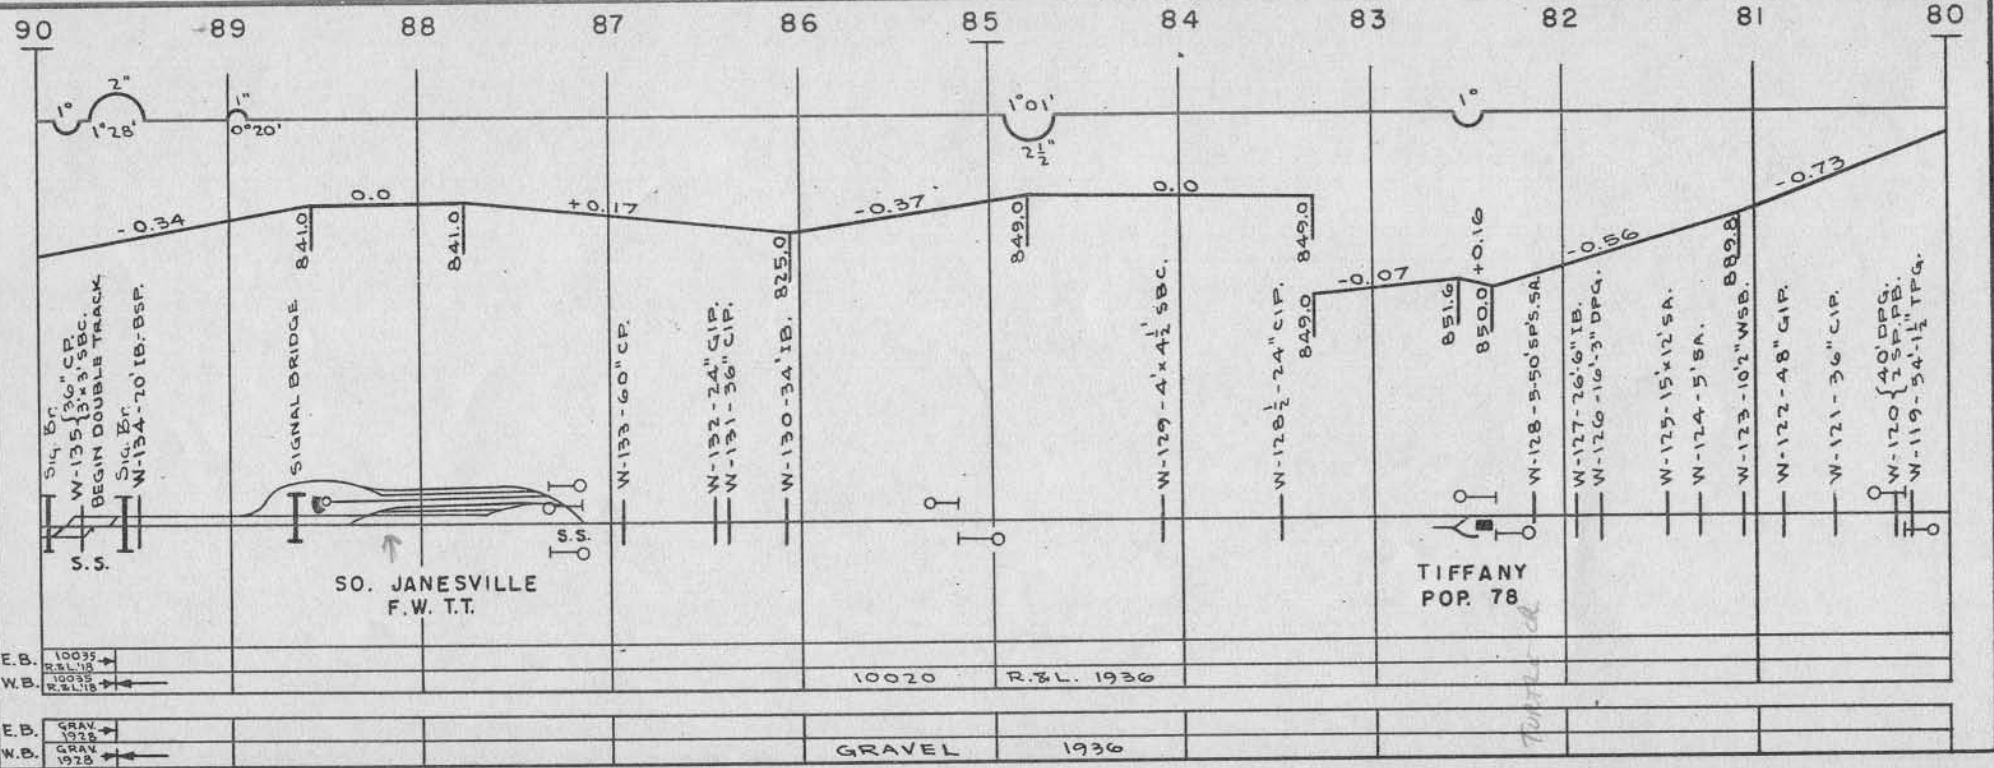 90 89 88 87 86 85 84 83 82 81 80
1° 2" 1°28' 1" 0°20' 1°01' 2½" 1°
-0.34 0.0 +0.17 -0.37 0.0 -0.07 +0.16 -0.56 -0.73
841.0 841.0 825.0 849.0 849.0 849.0 851.6 850.0 889.8
Sig. Br.
W-135 {36" CP.
3'x3' SBC.
BEGIN DOUBLE TRACK
Sig. Br.
W-134-20' IB.-BSP.
SIGNAL BRIDGE
W-133-60" CP.
W-132-24" CIP.
W-131-36" CIP.
W-130-34' IB.
W-129-4'x4½' SBC.
W-128½-24" CIP.
W-128-5-50' SP'S.SA.
W-127-26'-6" IB.
W-126-16'-3" DPG.
W-125-15'x12' SA.
W-124-5' SA.
W-123-10'2" WSB.
W-122-48" CIP.
W-121-36" CIP.
W-120 {40' DPG.
2 SP. PB.
W-119-54'-1½" TPG.
S.S.
S.S.
SO. JANESVILLE
F.W. T.T.
TIFFANY
POP. 78
Turtle Cr
E.B. 10035 R.&L.'18
W.B. 10035 R.&L.'18 10020 R.&L. 1936
E.B. GRAV. 1928
W.B. GRAV. 1928 GRAVEL 1936